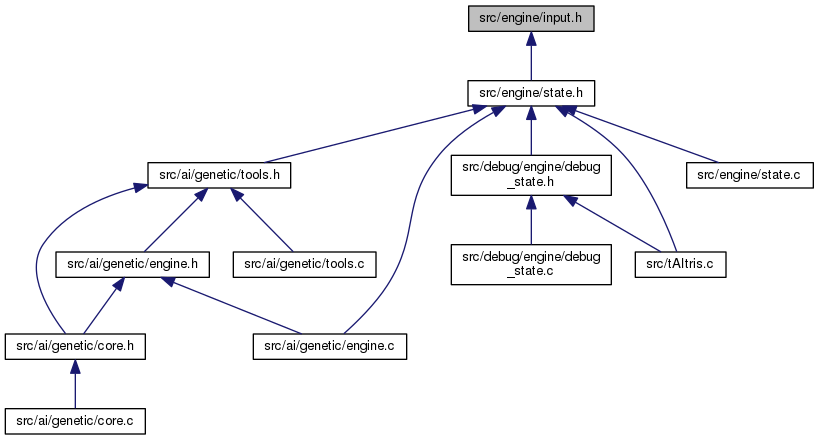 src/engine/input.h
src/engine/state.h
src/ai/genetic/tools.h
src/debug/engine/debug
_state.h
src/engine/state.c
src/ai/genetic/engine.h
src/ai/genetic/tools.c
src/debug/engine/debug
_state.c
src/tAltris.c
src/ai/genetic/core.h
src/ai/genetic/engine.c
src/ai/genetic/core.c